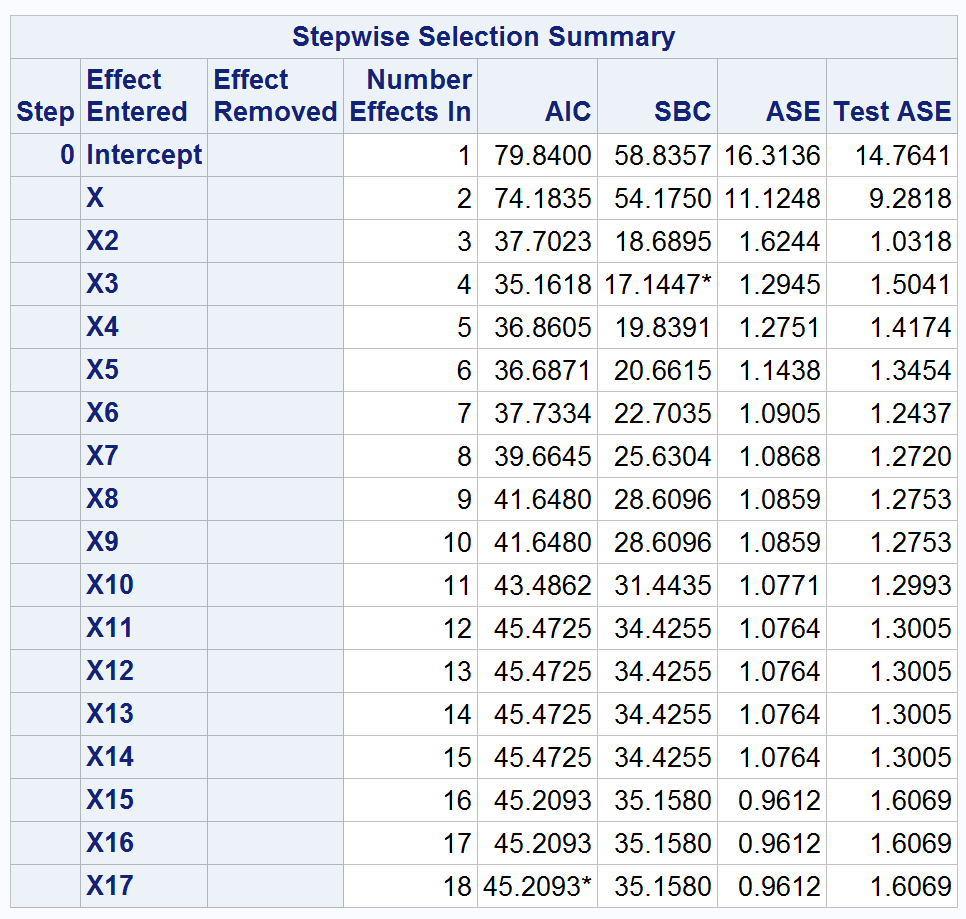 Stepwise Selection Summary
Step Effect Entered Effect Removed Number Effects In AIC SBC ASE Test ASE
0 Intercept 1 79.8400 58.8357 16.3136 14.7641
X 2 74.1835 54.1750 11.1248 9.2818
X2 3 37.7023 18.6895 1.6244 1.0318
X3 4 35.1618 17.1447* 1.2945 1.5041
X4 5 36.8605 19.8391 1.2751 1.4174
X5 6 36.6871 20.6615 1.1438 1.3454
X6 7 37.7334 22.7035 1.0905 1.2437
X7 8 39.6645 25.6304 1.0868 1.2720
X8 9 41.6480 28.6096 1.0859 1.2753
X9 10 41.6480 28.6096 1.0859 1.2753
X10 11 43.4862 31.4435 1.0771 1.2993
X11 12 45.4725 34.4255 1.0764 1.3005
X12 13 45.4725 34.4255 1.0764 1.3005
X13 14 45.4725 34.4255 1.0764 1.3005
X14 15 45.4725 34.4255 1.0764 1.3005
X15 16 45.2093 35.1580 0.9612 1.6069
X16 17 45.2093 35.1580 0.9612 1.6069
X17 18 45.2093* 35.1580 0.9612 1.6069